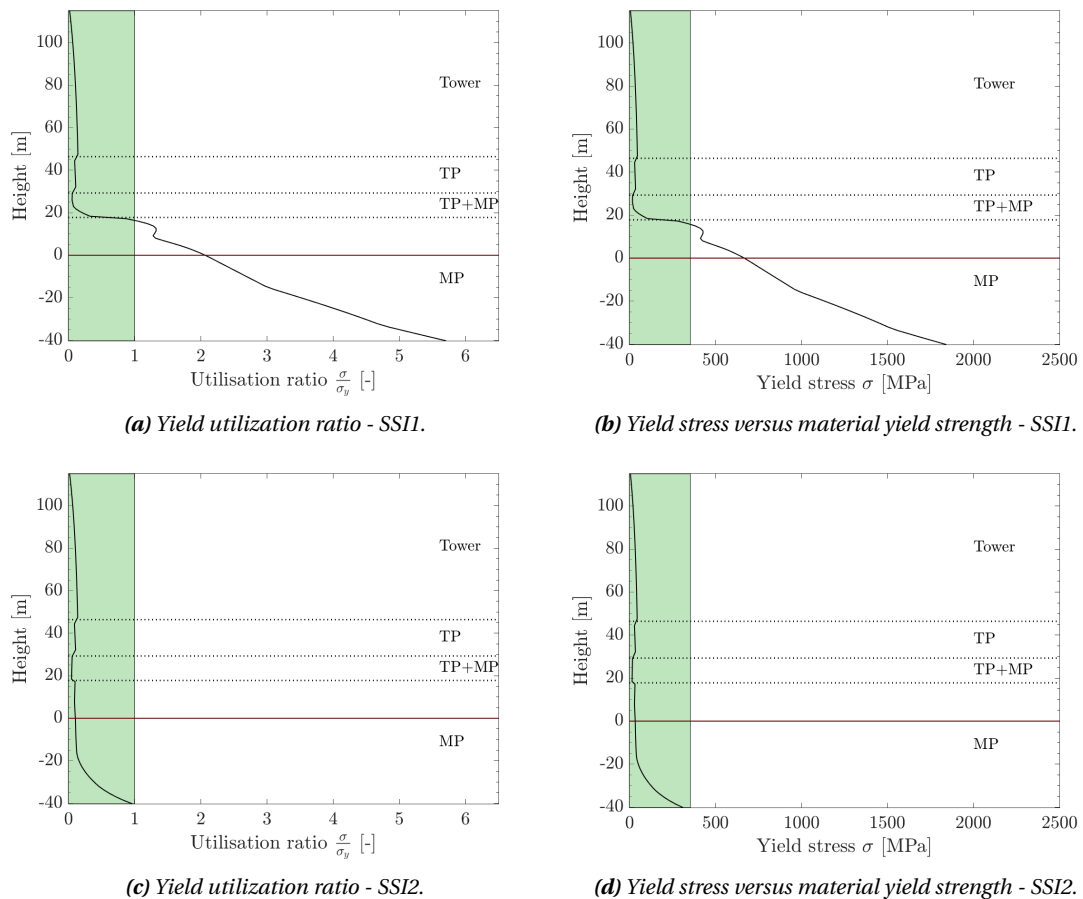 100
80
60
40
20
0
-20
-40
Height [m]
Tower
TP
TP+MP
MP
0 1 2 3 4 5 6
Utilisation ratio σ/σy [-]
(a) Yield utilization ratio - SSI1.
100
80
60
40
20
0
-20
-40
Height [m]
Tower
TP
TP+MP
MP
0 500 1000 1500 2000 2500
Yield stress σ [MPa]
(b) Yield stress versus material yield strength - SSI1.
100
80
60
40
20
0
-20
-40
Height [m]
Tower
TP
TP+MP
MP
0 1 2 3 4 5 6
Utilisation ratio σ/σy [-]
(c) Yield utilization ratio - SSI2.
100
80
60
40
20
0
-20
-40
Height [m]
Tower
TP
TP+MP
MP
0 500 1000 1500 2000 2500
Yield stress σ [MPa]
(d) Yield stress versus material yield strength - SSI2.